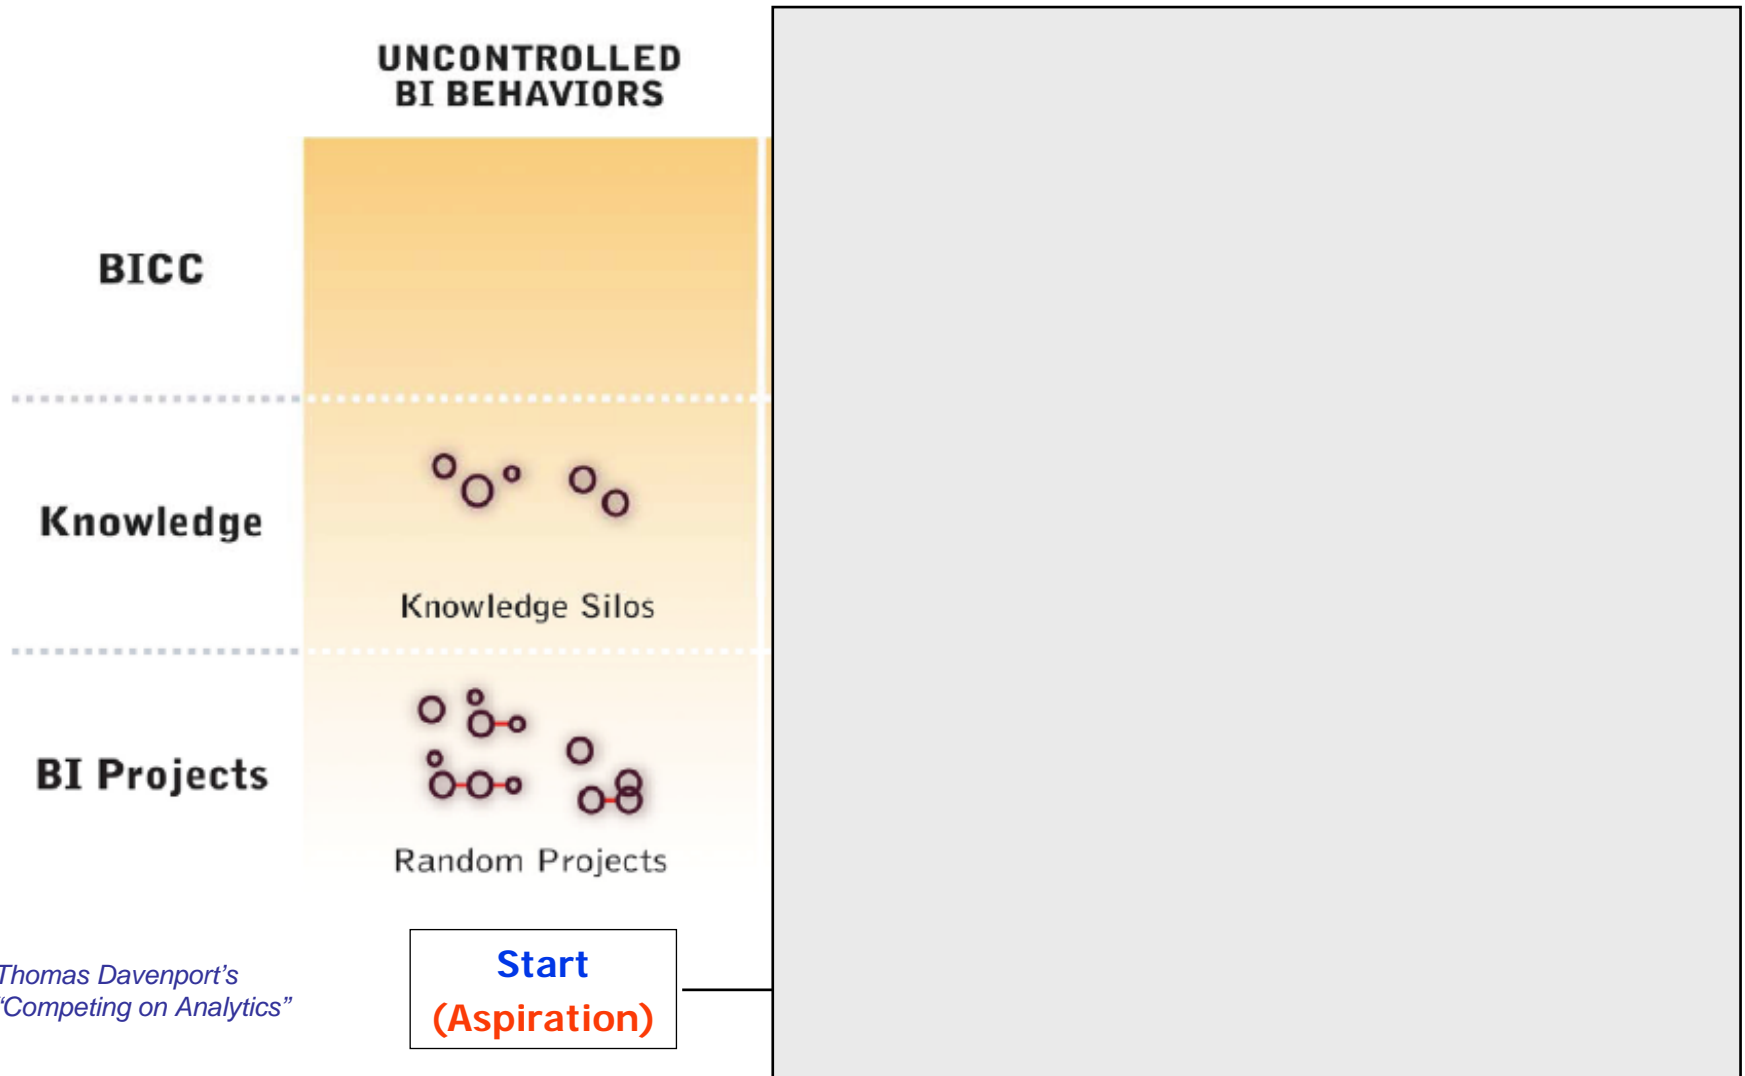 UNCONTROLLED
BI BEHAVIORS
BICC
Knowledge
Knowledge Silos
BI Projects
Random Projects
Thomas Davenport’s
“Competing on Analytics”
Start
(Aspiration)